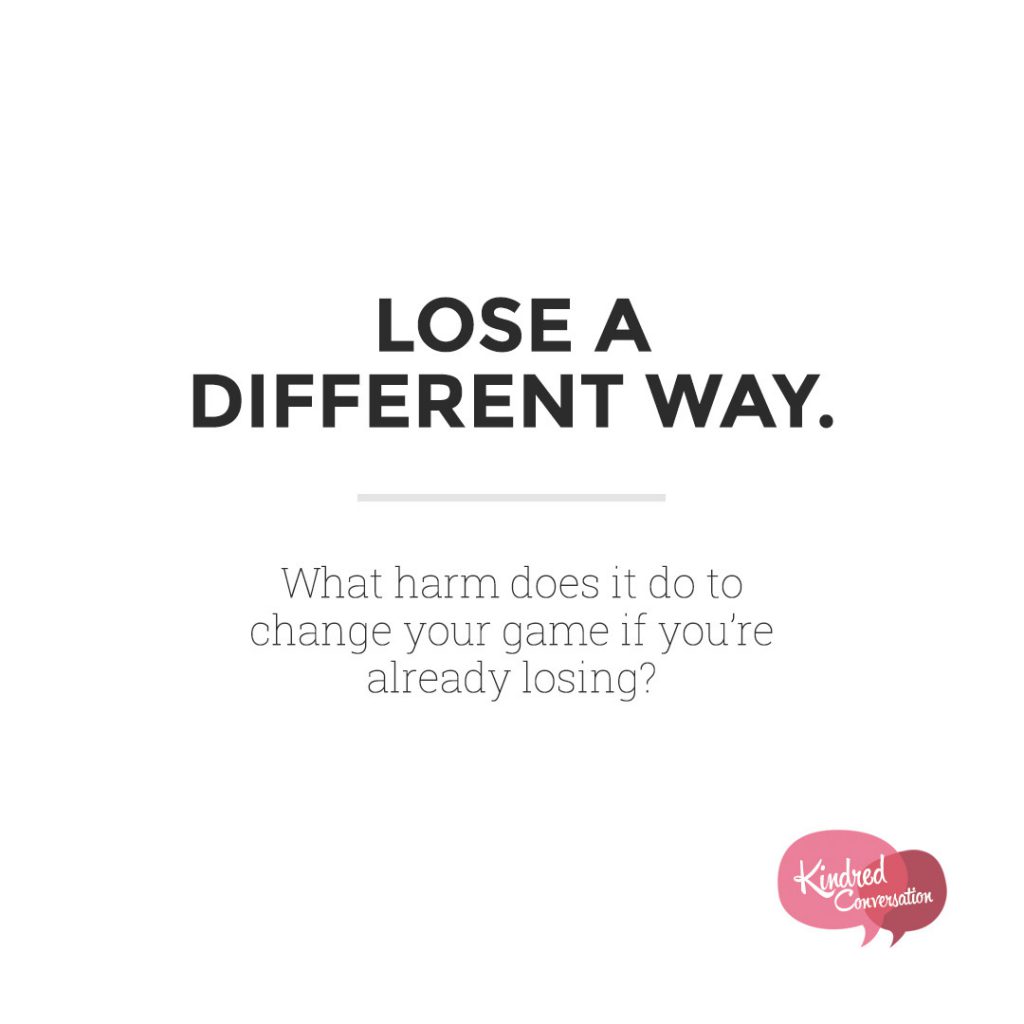 LOSE A
DIFFERENT WAY.
What harm does it do to
change your game if you’re
already losing?
Kindred
Conversation